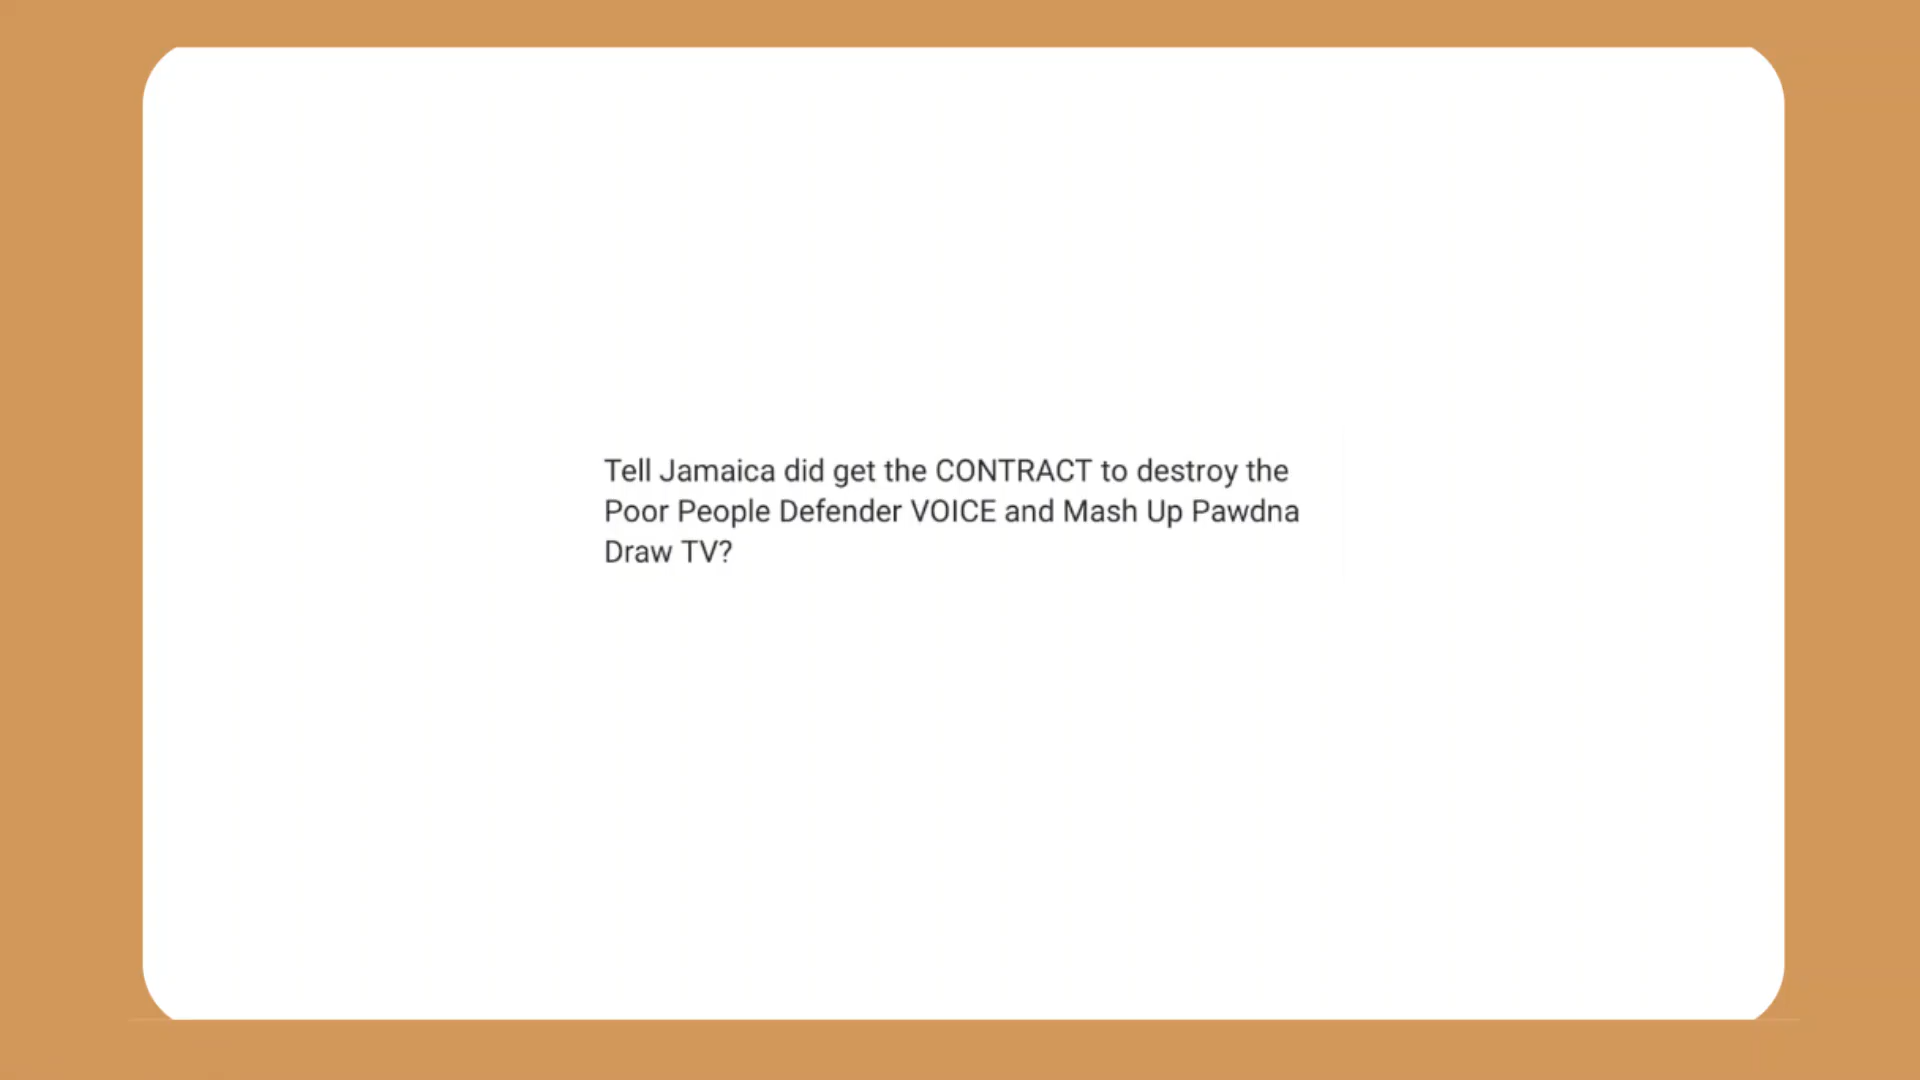 Tell Jamaica did get the CONTRACT to destroy the
Poor People Defender VOICE and Mash Up Pawdna
Draw TV?